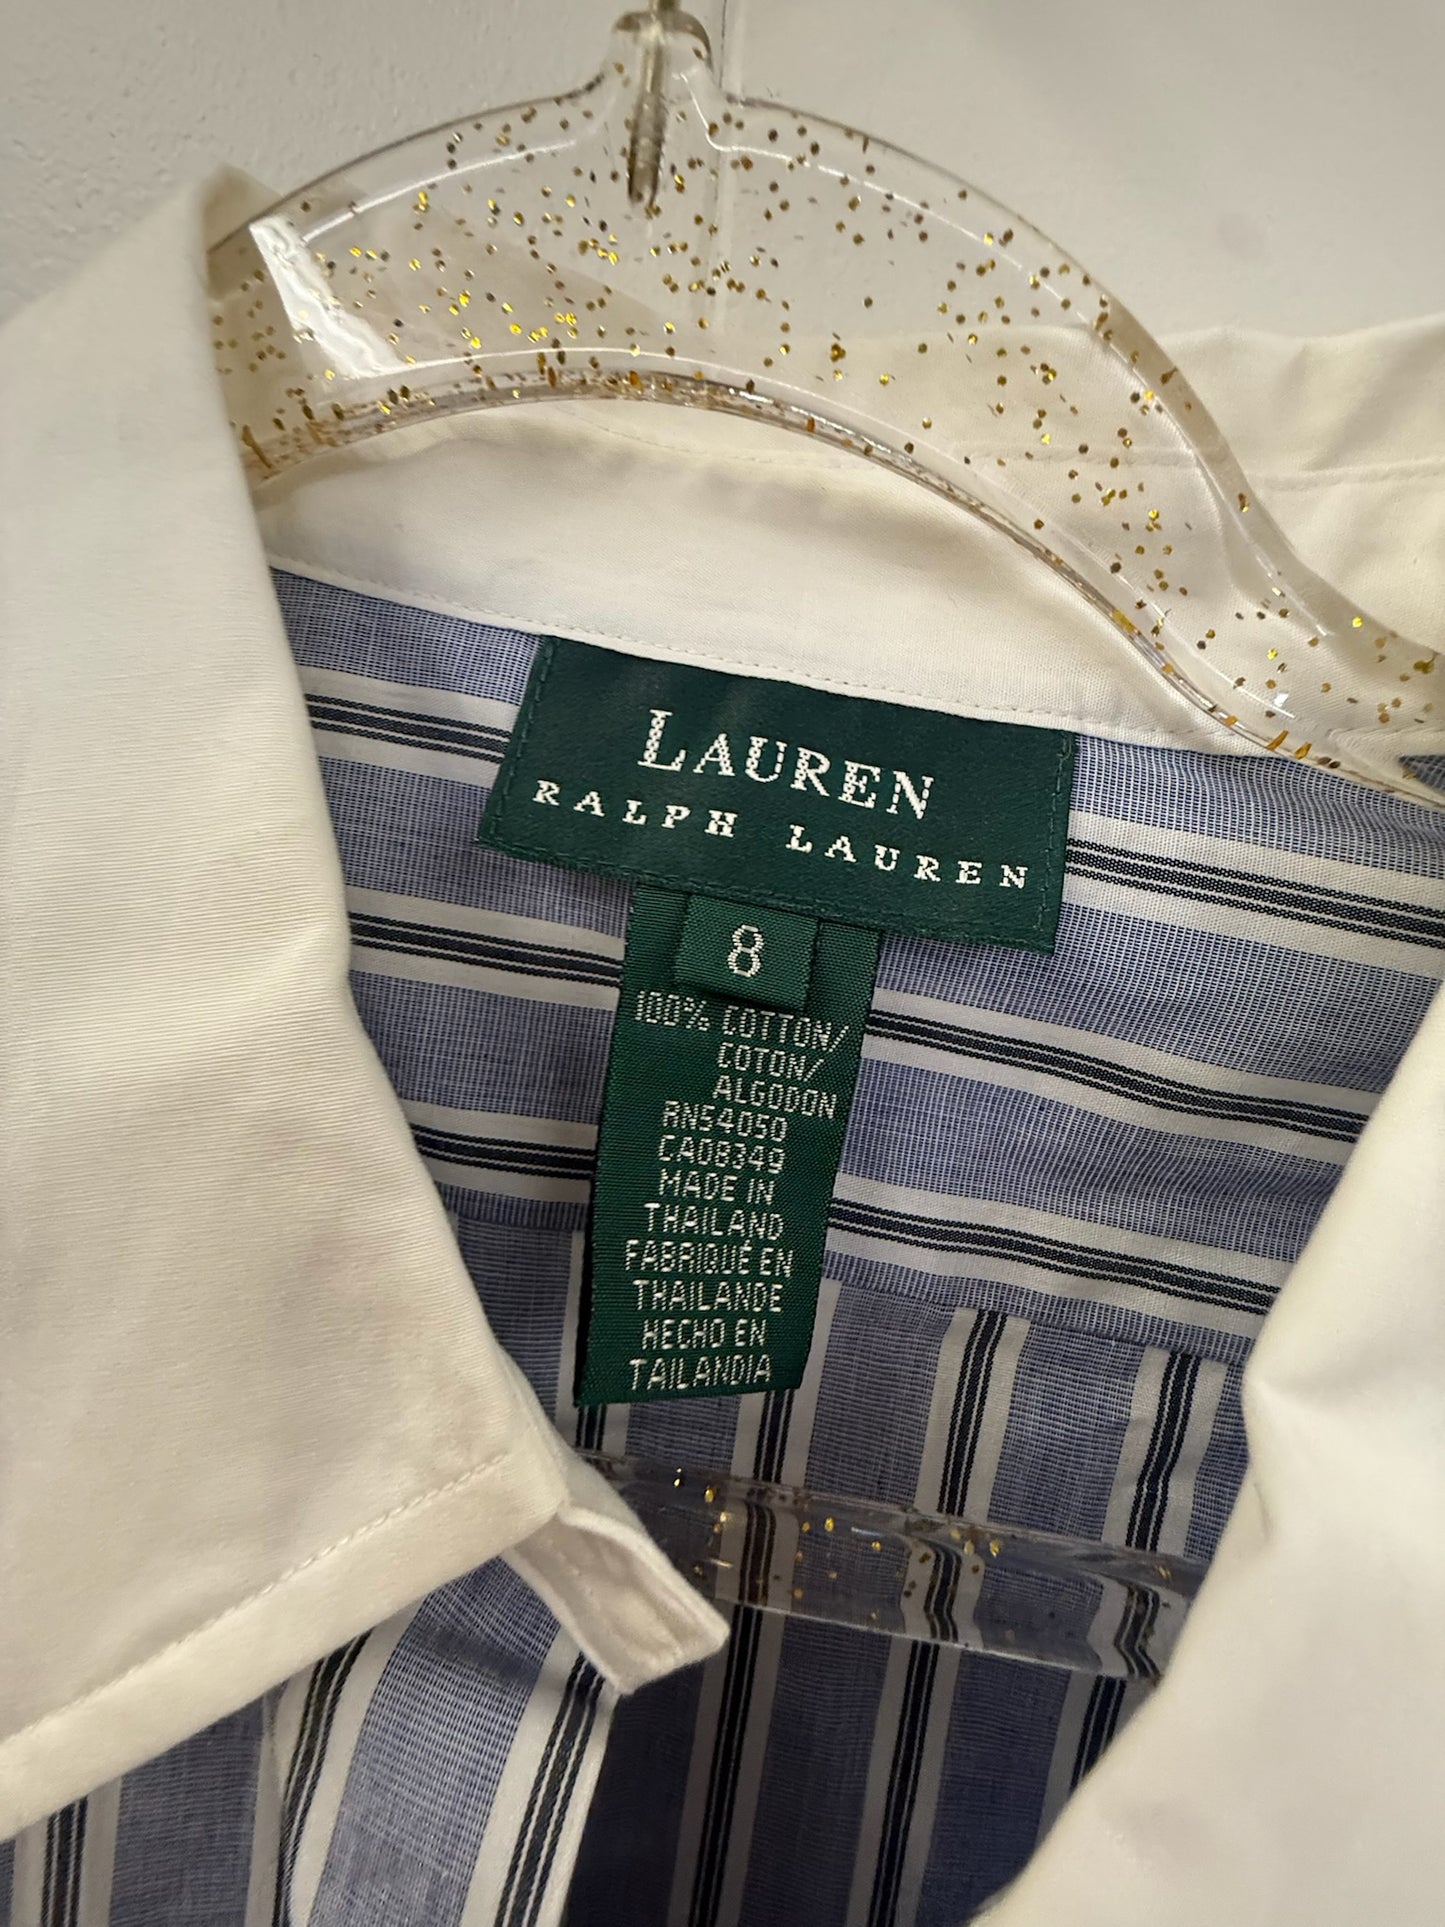 LAUREN
RALPH LAUREN
8
100% COTTON/
COTON/
ALGODON
RN54050
CA08349
MADE IN
THAILAND
FABRIQUÉ EN
THAILANDE
HECHO EN
TAILANDIA